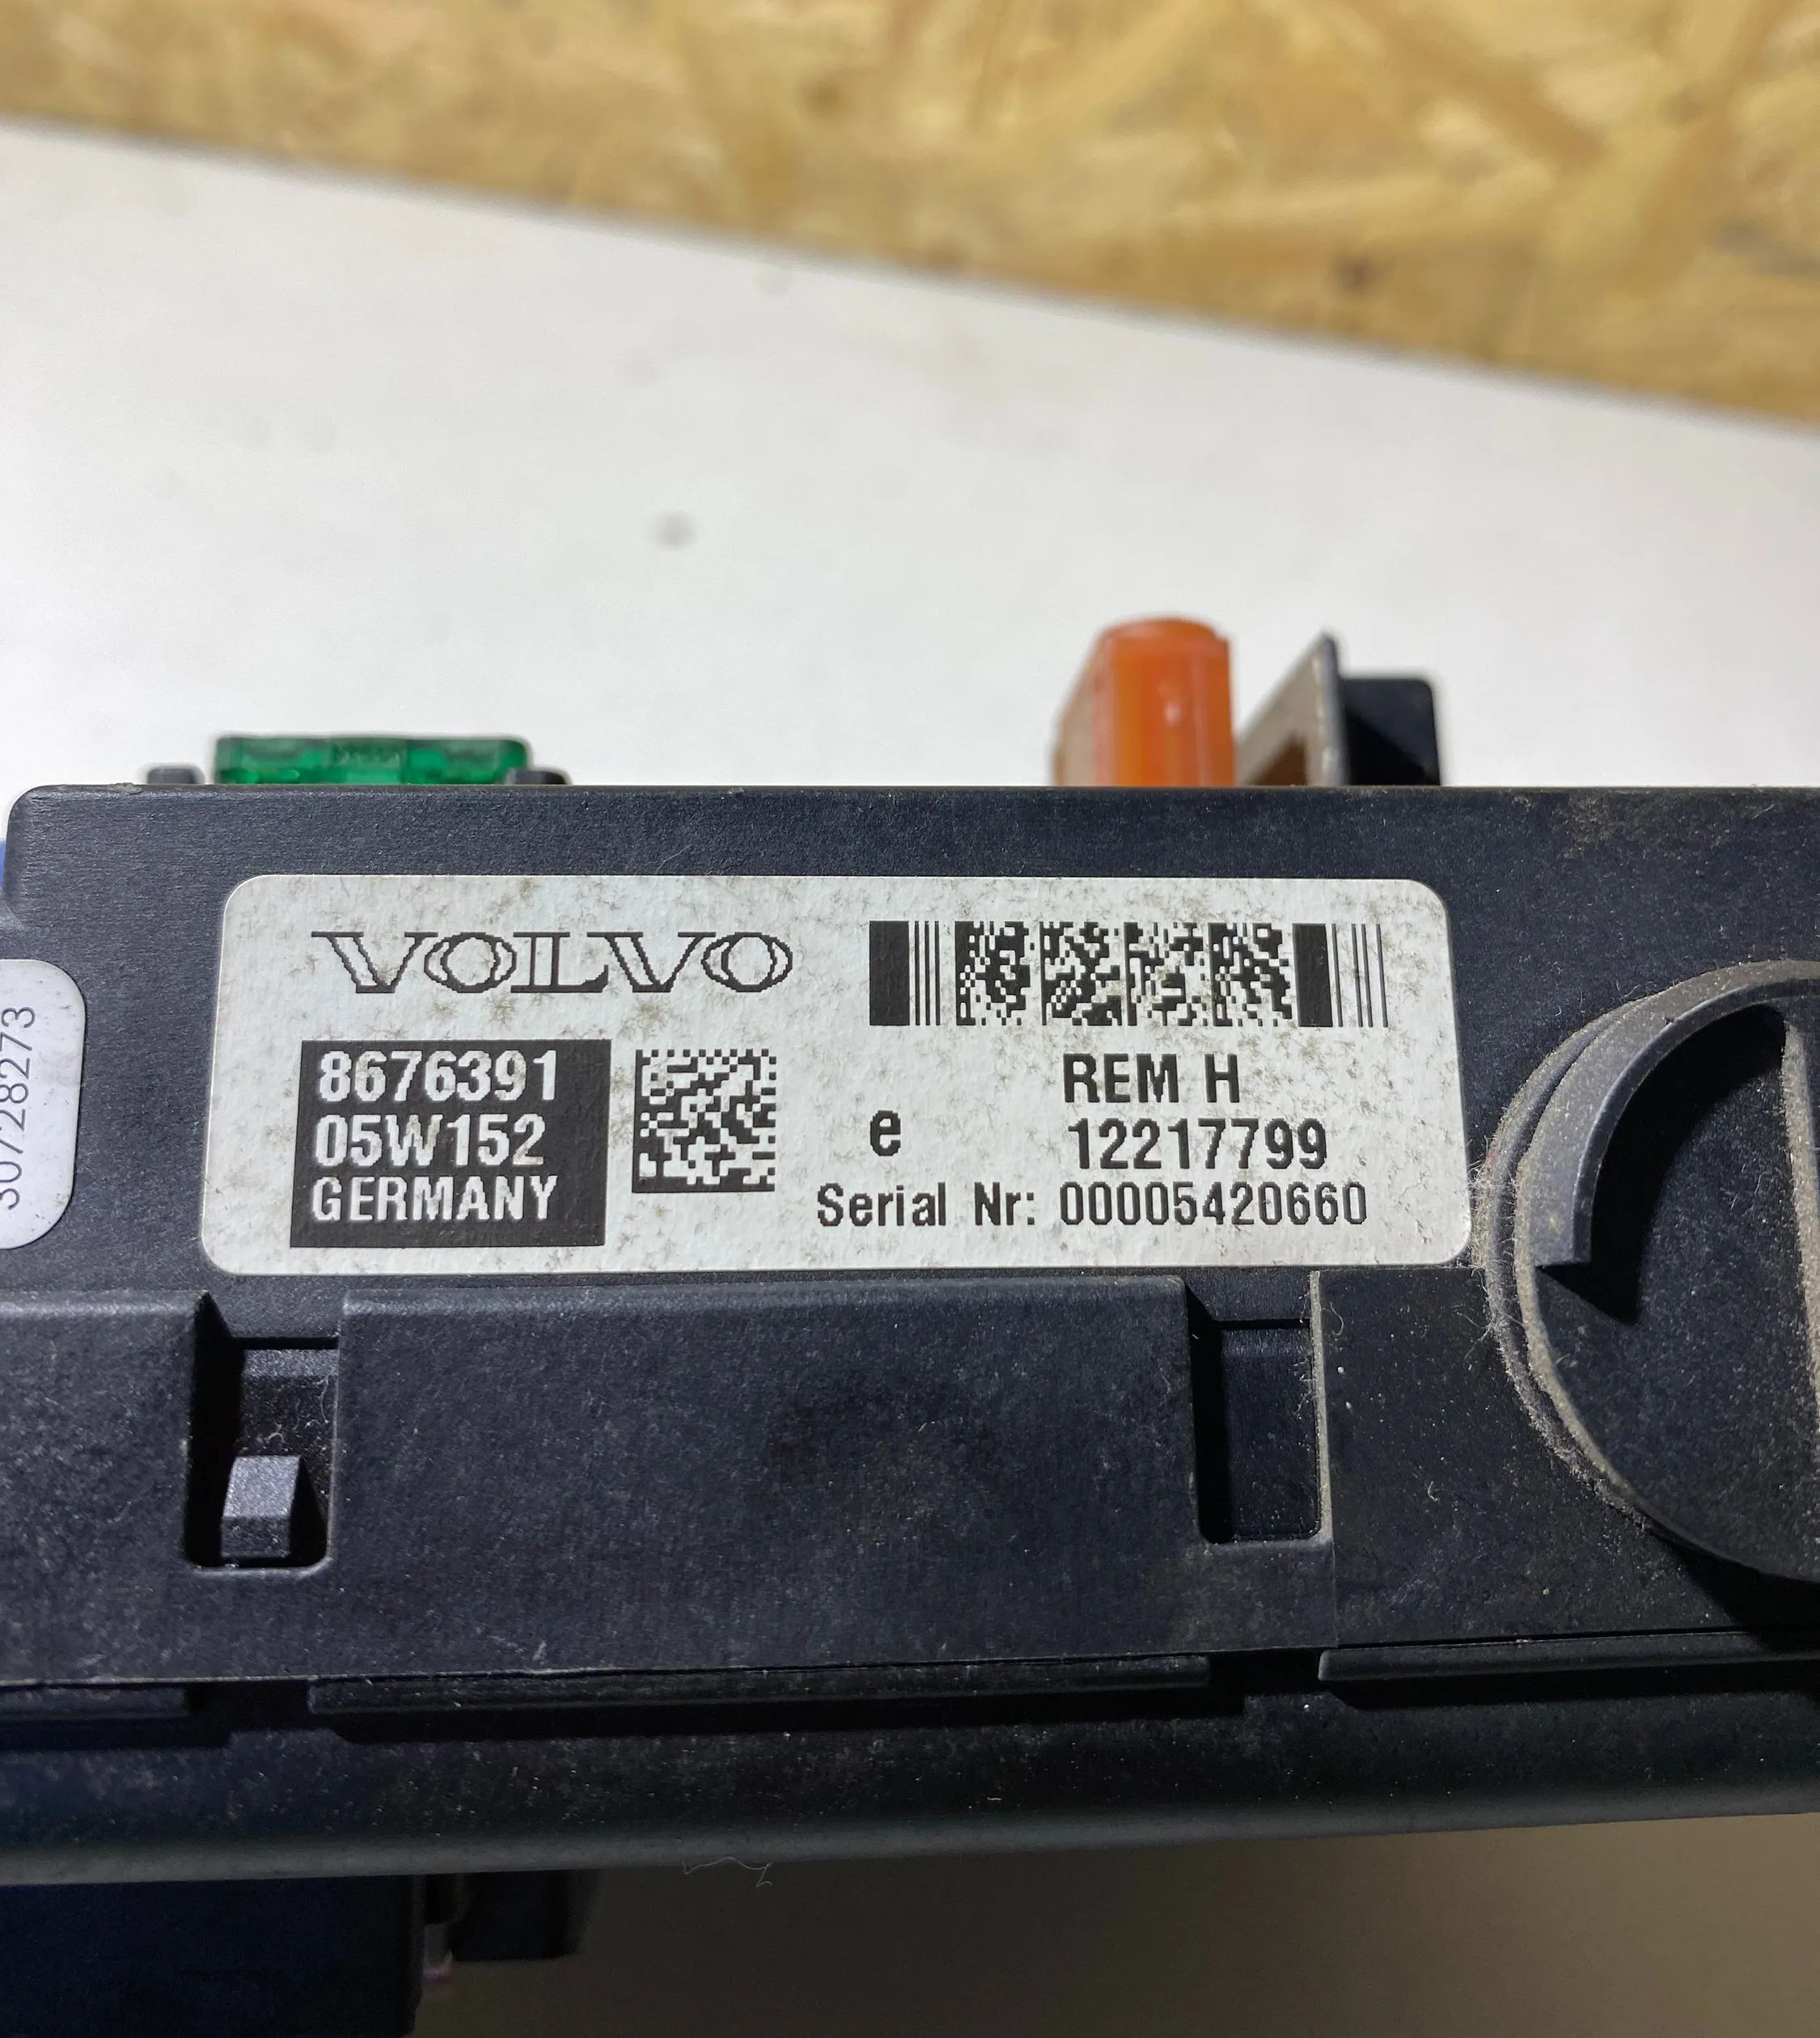 VOLVO
8676391
05W152
GERMANY
e
REM H
12217799
Serial Nr: 00005420660
30728273